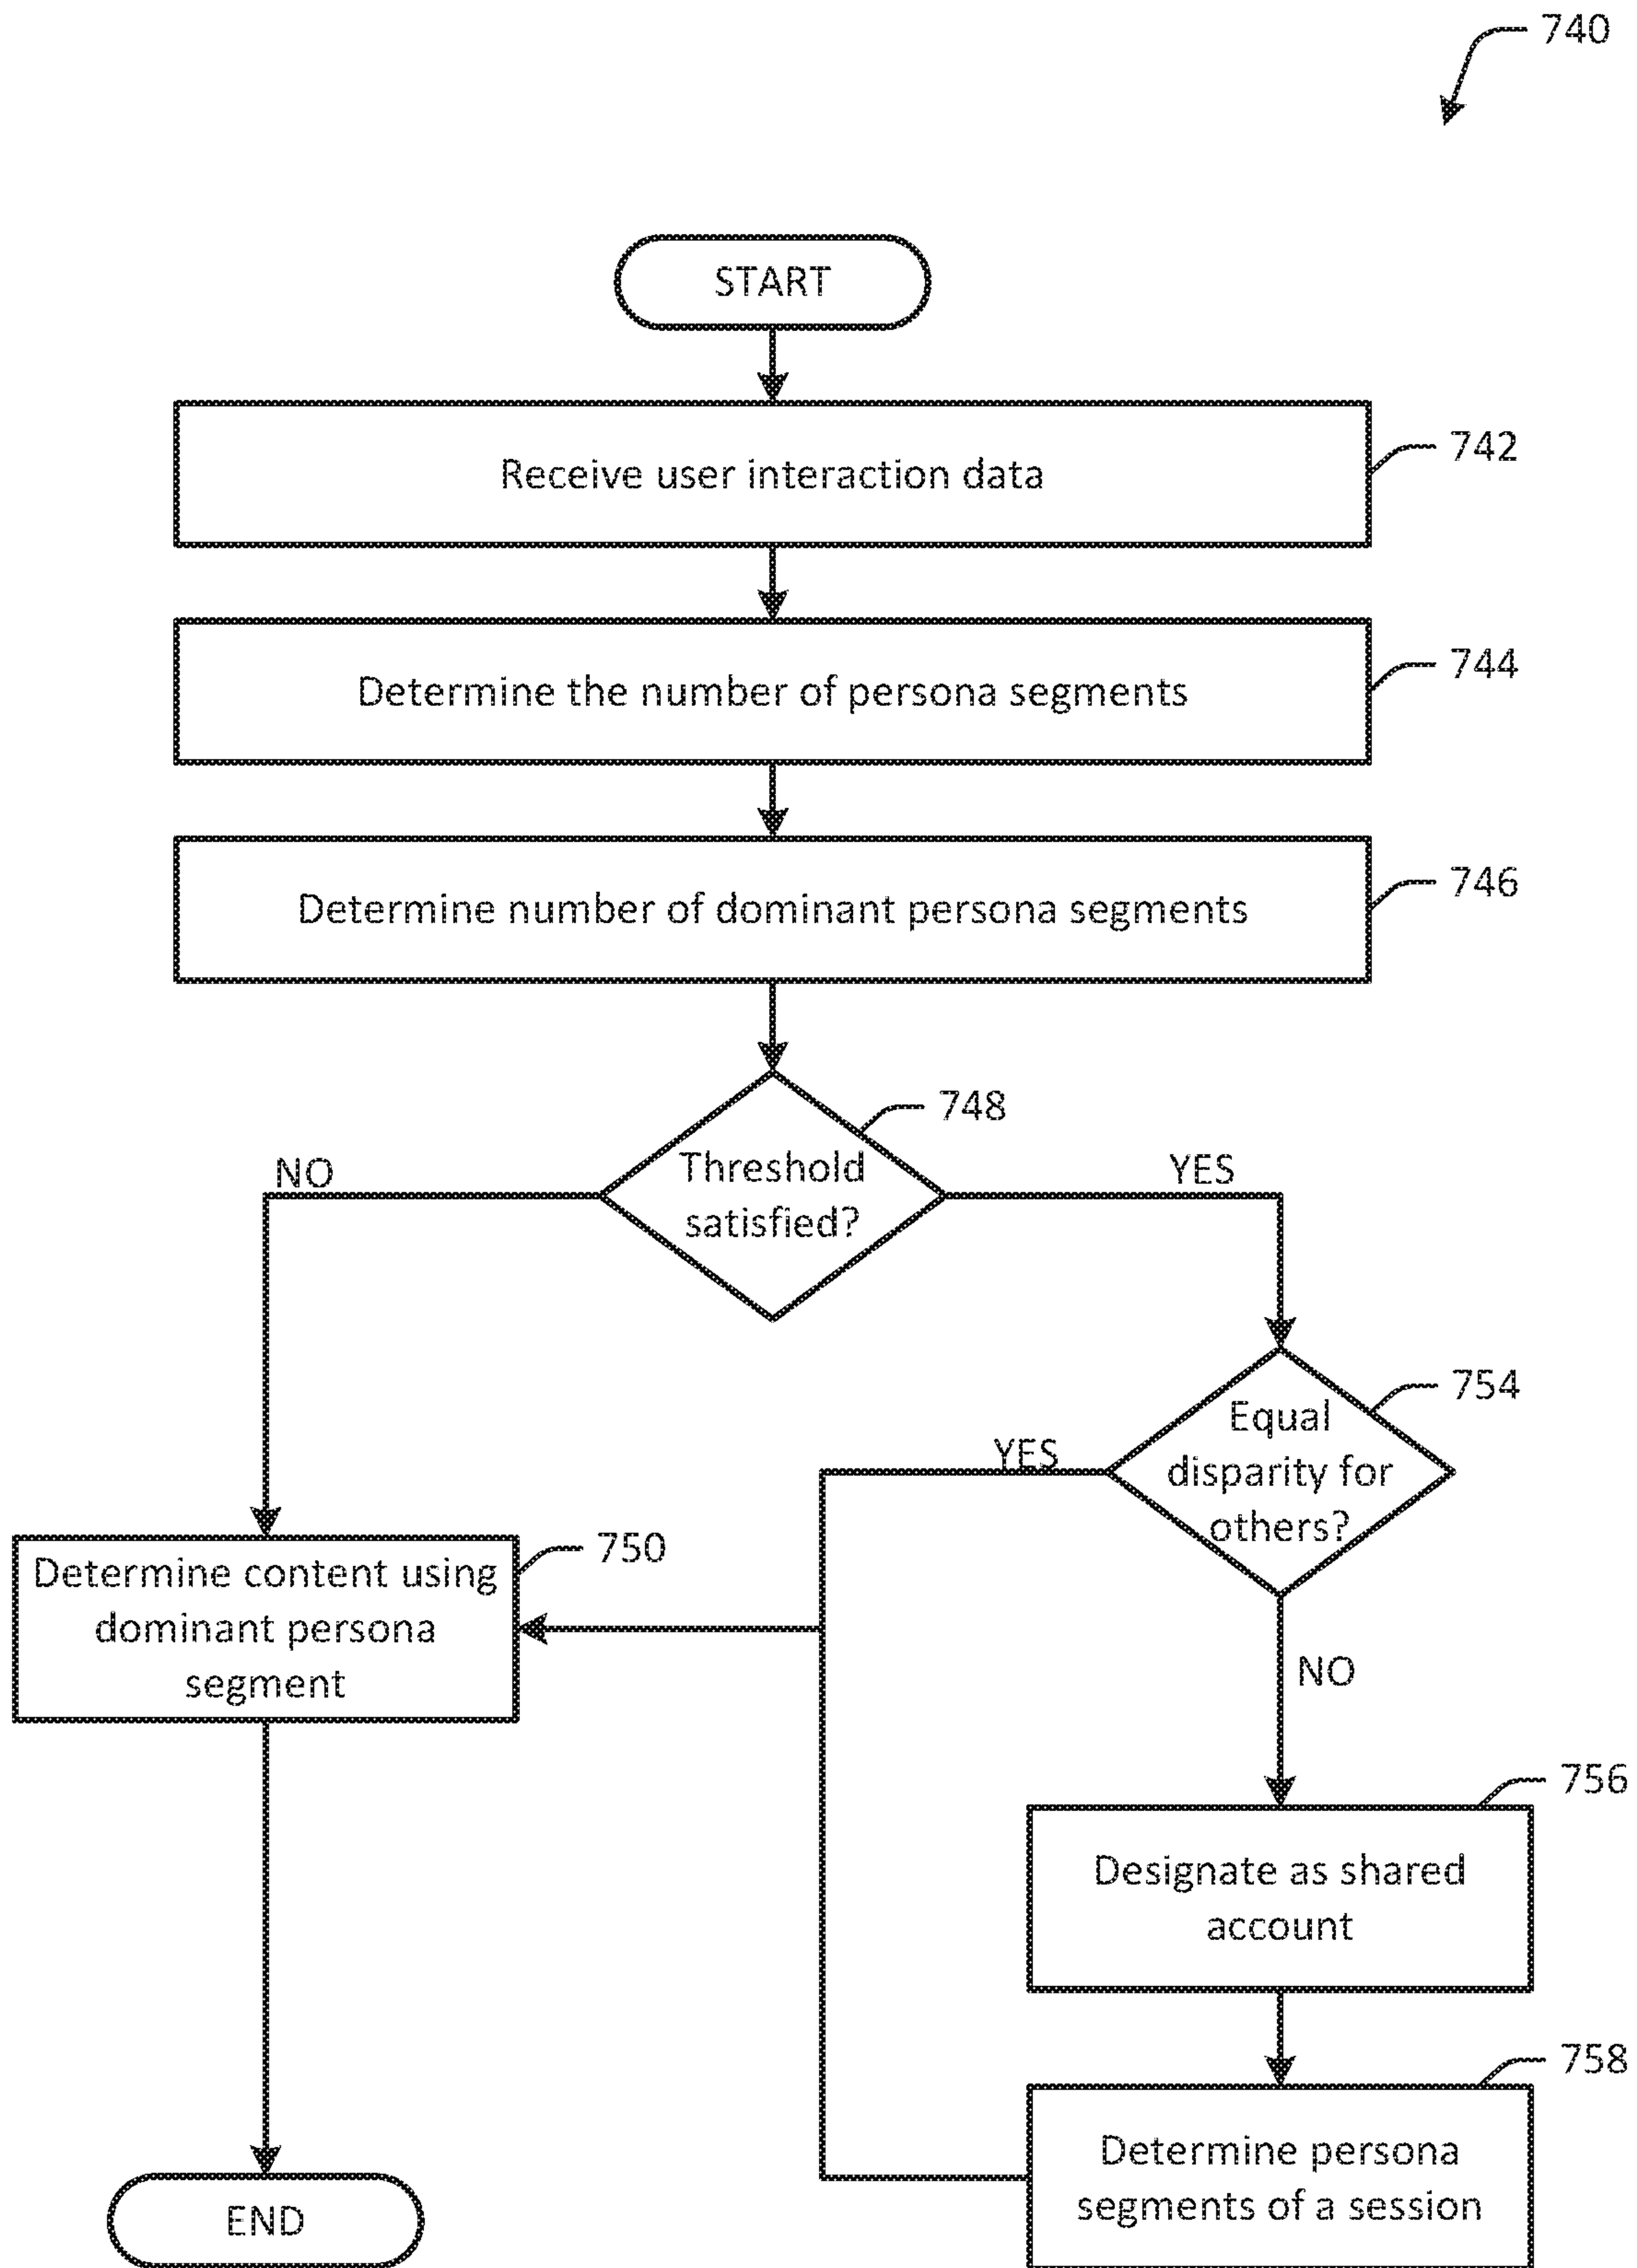 740
START
Receive user interaction data
742
Determine the number of persona segments
744
Determine number of dominant persona segments
746
748
Threshold
satisfied?
NO
YES
754
Equal
disparity for
others?
YES
NO
750
Determine content using
dominant persona
segment
756
Designate as shared
account
758
Determine persona
segments of a session
END